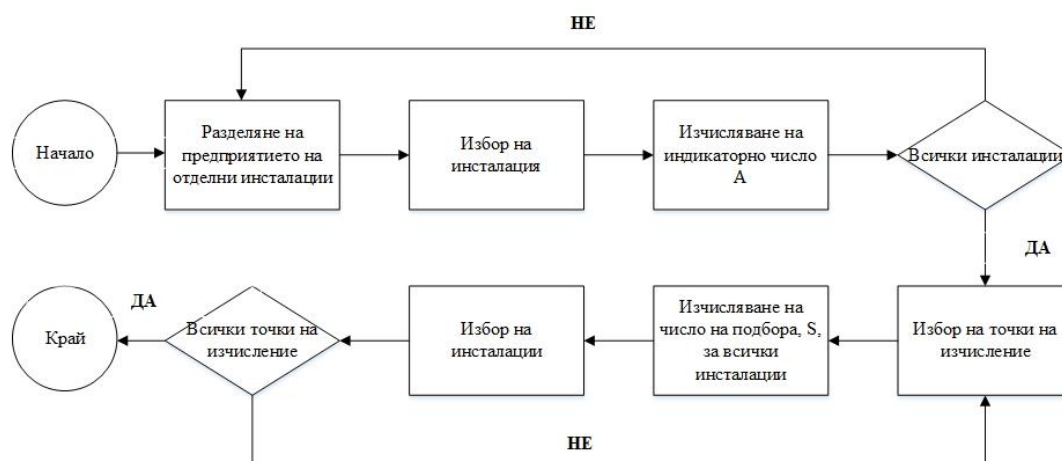 НЕ
Начало
Разделяне на
предприятието на
отделни инсталации
Избор на
инсталация
Изчисляване на
индикаторно число
А
Всички инсталации
ДА
Избор на точки на
изчисление
Изчисляване на
число на подбора, S,
за всички
инсталации
Избор на
инсталации
Всички точки на
изчисление
ДА
Край
НЕ